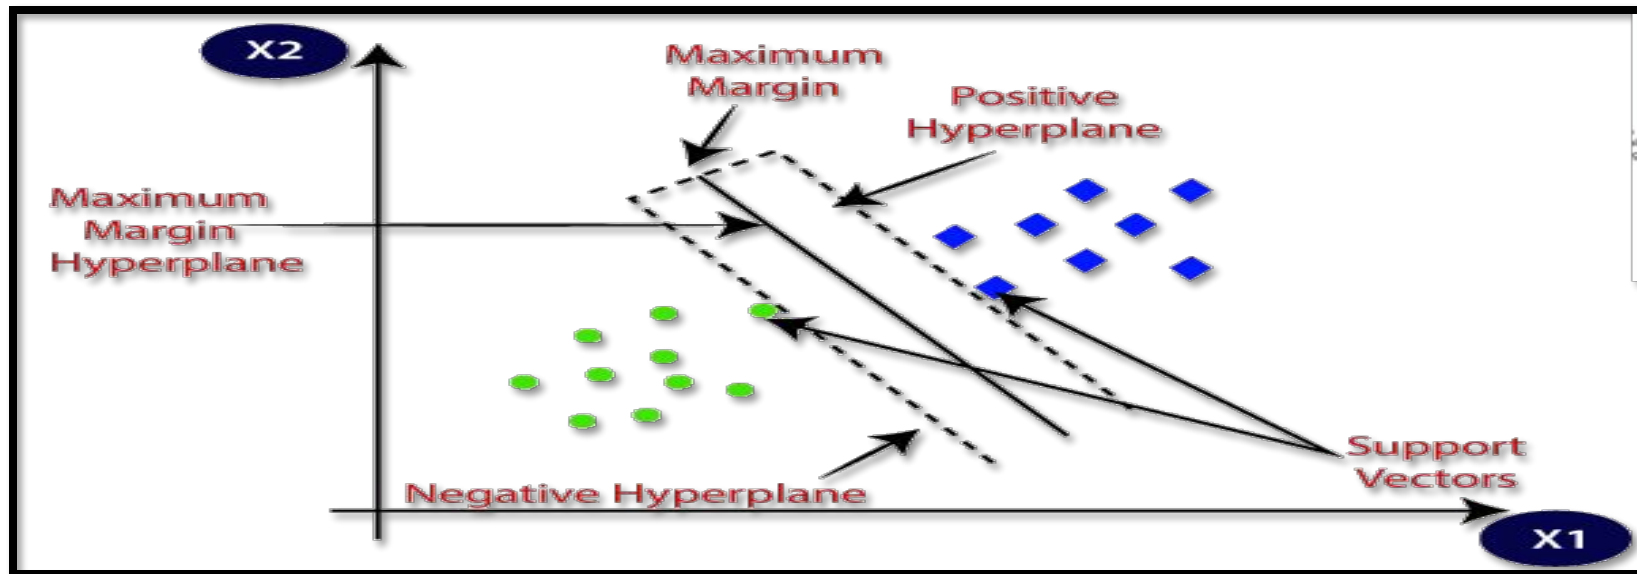 X2
Maximum
Margin
Positive
Hyperplane
Maximum
Margin
Hyperplane
Support
Vectors
Negative Hyperplane
X1